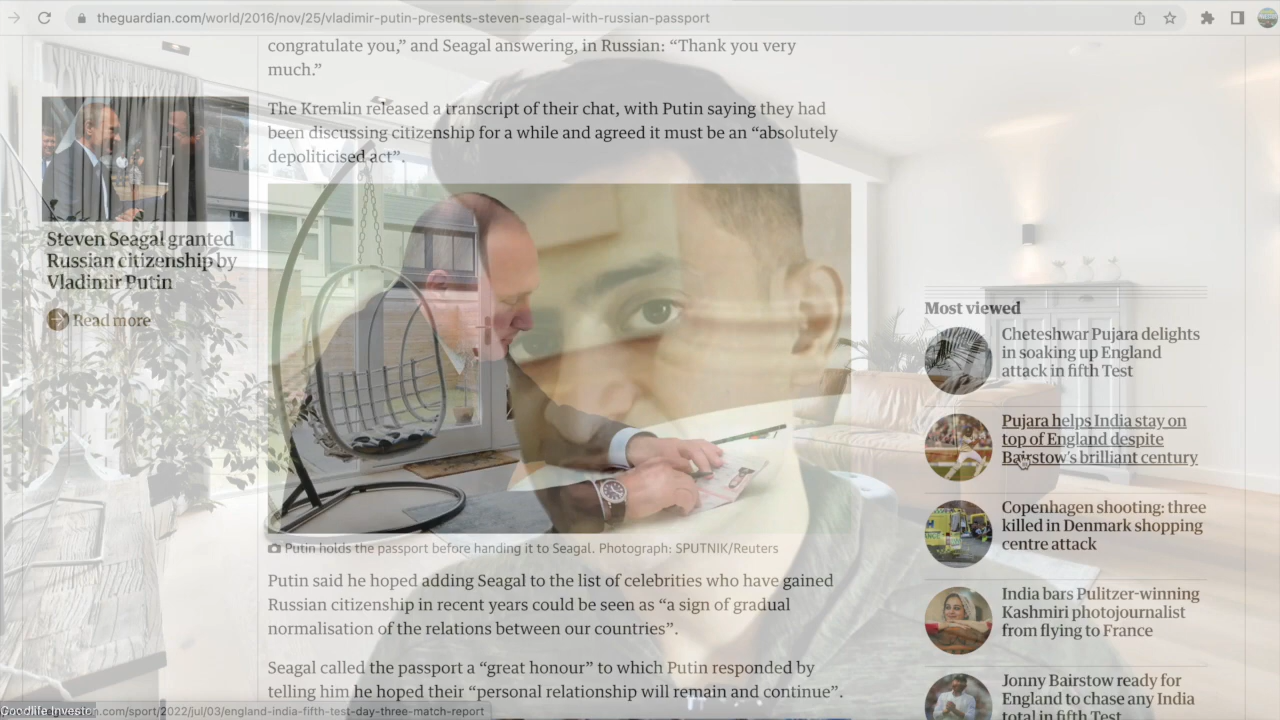 theguardian.com/world/2016/nov/25/vladimir-putin-presents-steven-seagal-with-russian-passport
congratulate you,” and Seagal answering, in Russian: “Thank you very
much.”
The Kremlin released a transcript of their chat, with Putin saying they had
been discussing citizenship for a while and agreed it must be an “absolutely
depoliticised act”.
Steven Seagal granted
Russian citizenship by
Vladimir Putin
Read more
Putin holds the passport before handing it to Seagal. Photograph: SPUTNIK/Reuters
Putin said he hoped adding Seagal to the list of celebrities who have gained
Russian citizenship in recent years could be seen as “a sign of gradual
normalisation of the relations between our countries”.
Seagal called the passport a “great honour” to which Putin responded by
telling him he hoped their “personal relationship will remain and continue”.
Most viewed
Cheteshwar Pujara delights
in soaking up England
attack in fifth Test
Pujara helps India stay on
top of England despite
Bairstow’s brilliant century
Copenhagen shooting: three
killed in Denmark shopping
centre attack
India bars Pulitzer-winning
Kashmiri photojournalist
from flying to France
Jonny Bairstow ready for
England to chase any India
total in fifth Test
Goodlife Investor
.com/sport/2022/jul/03/england-india-fifth-test-day-three-match-report